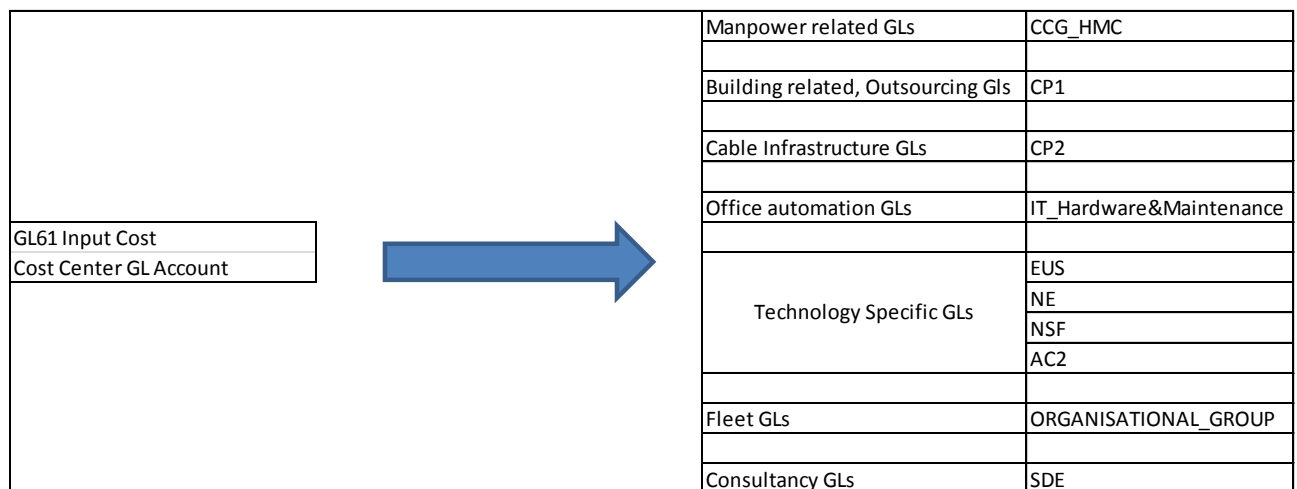 Manpower related GLs CCG_HMC
Building related, Outsourcing Gls CP1
Cable Infrastructure GLs CP2
Office automation GLs IT_Hardware&Maintenance
GL61 Input Cost
Cost Center GL Account
Technology Specific GLs
EUS
NE
NSF
AC2
Fleet GLs ORGANISATIONAL_GROUP
Consultancy GLs SDE